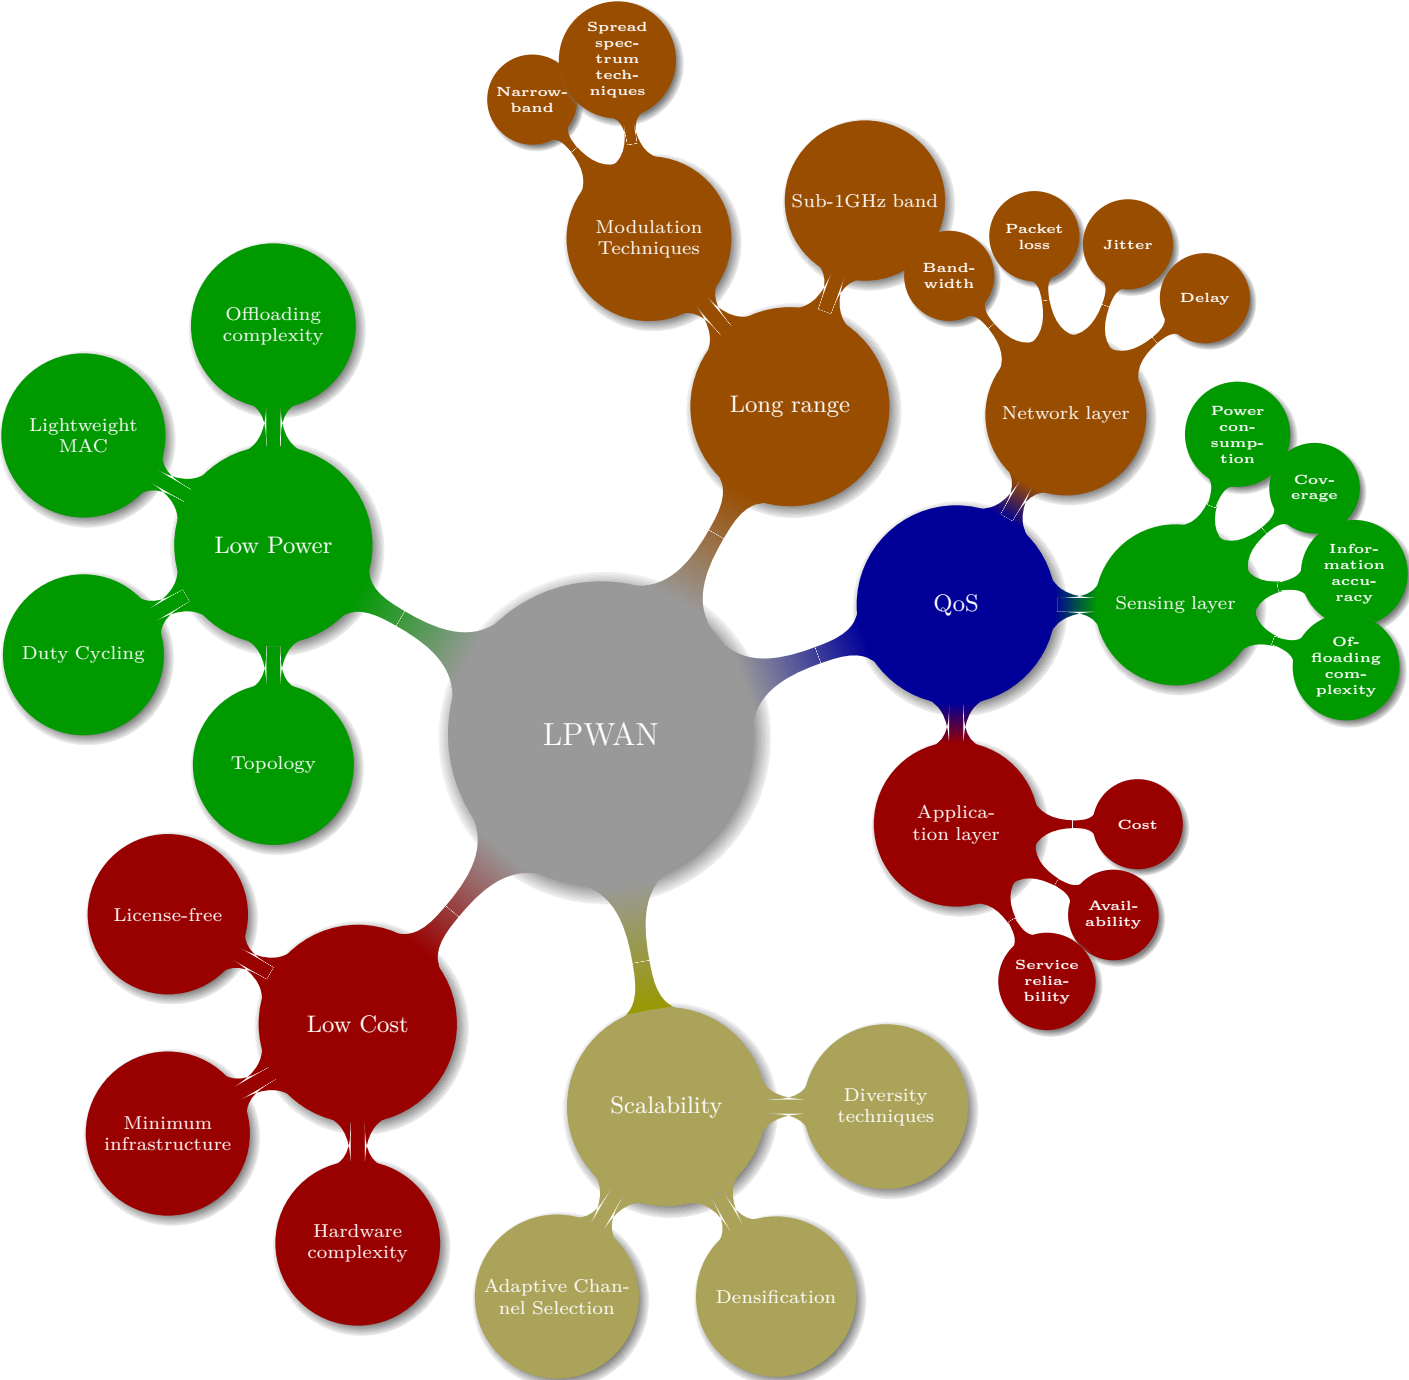 Spread
spec-
trum
tech-
niques
Narrow-
band
Modulation
Techniques
Sub-1GHz band
Long range
Band-
width
Packet
loss
Jitter
Delay
Network layer
Power
con-
sump-
tion
Cov-
erage
Infor-
mation
accu-
racy
Of-
floading
com-
plexity
Sensing layer
QoS
Applica-
tion layer
Cost
Avail-
ability
Service
relia-
bility
Offloading
complexity
Lightweight
MAC
Low Power
Duty Cycling
Topology
LPWAN
License-free
Low Cost
Minimum
infrastructure
Hardware
complexity
Scalability
Diversity
techniques
Adaptive Chan-
nel Selection
Densification